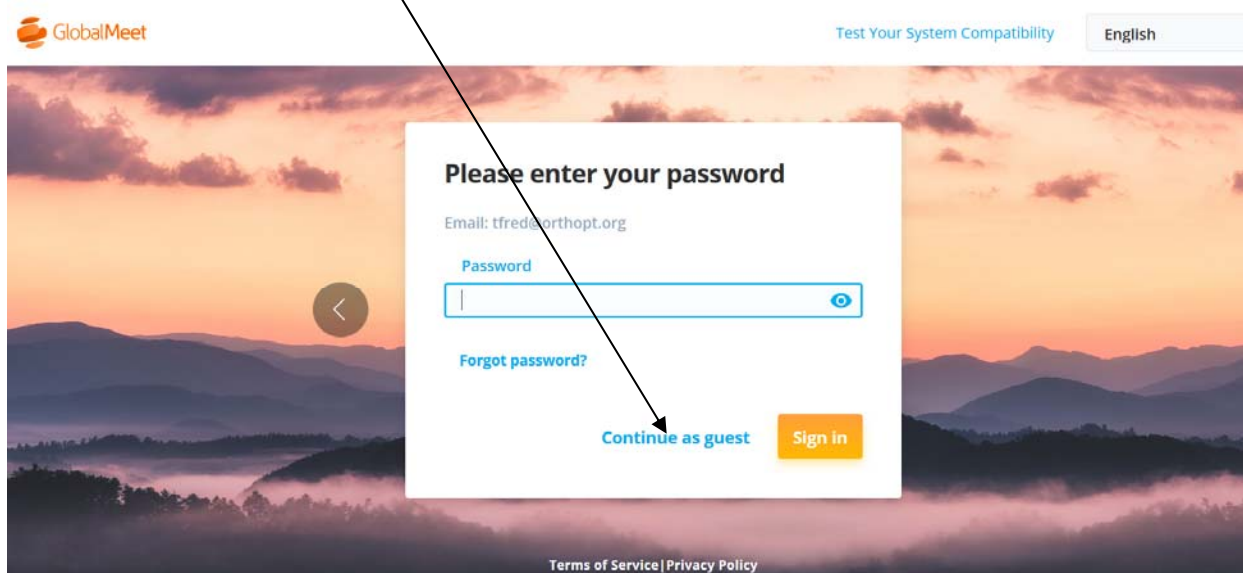 GlobalMeet
Test Your System Compatibility
English
Please enter your password
Email: tfred@orthopt.org
Password
Forgot password?
Continue as guest
Sign in
Terms of Service|Privacy Policy